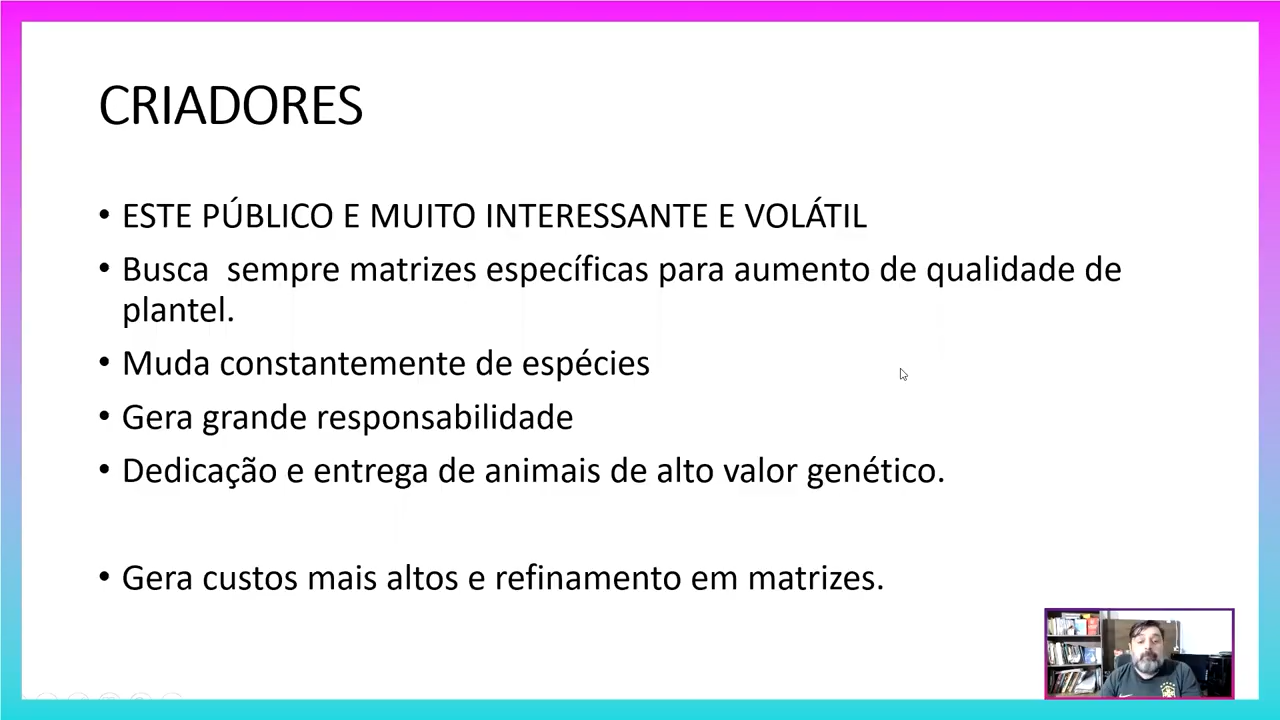 CRIADORES
• ESTE PÚBLICO E MUITO INTERESSANTE E VOLÁTIL
• Busca  sempre matrizes específicas para aumento de qualidade de
plantel.
• Muda constantemente de espécies
• Gera grande responsabilidade
• Dedicação e entrega de animais de alto valor genético.
• Gera custos mais altos e refinamento em matrizes.